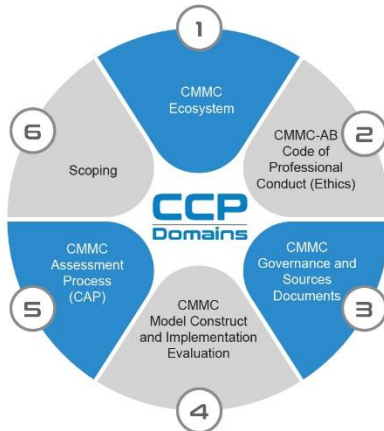 1
CMMC
Ecosystem
2
CMMC-AB
Code of
Professional
Conduct (Ethics)
3
CMMC
Governance and
Sources
Documents
4
CMMC
Model Construct
and Implementation
Evaluation
5
CMMC
Assessment
Process
(CAP)
6
Scoping
CCP
Domains